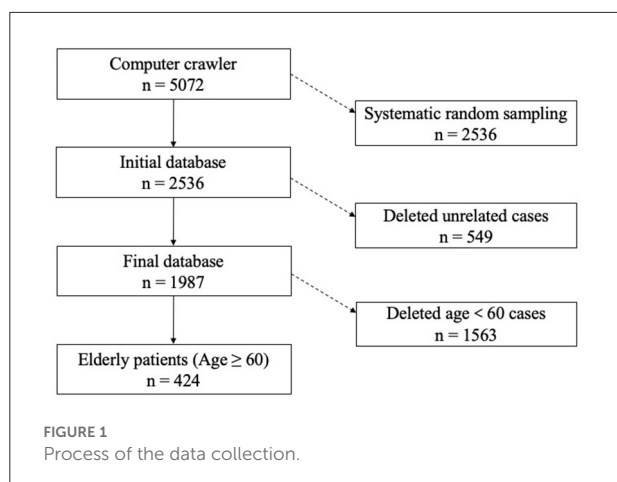 Computer crawler
n = 5072
Systematic random sampling
n = 2536
Initial database
n = 2536
Deleted unrelated cases
n = 549
Final database
n = 1987
Deleted age < 60 cases
n = 1563
Elderly patients (Age ≥ 60)
n = 424
FIGURE 1
Process of the data collection.